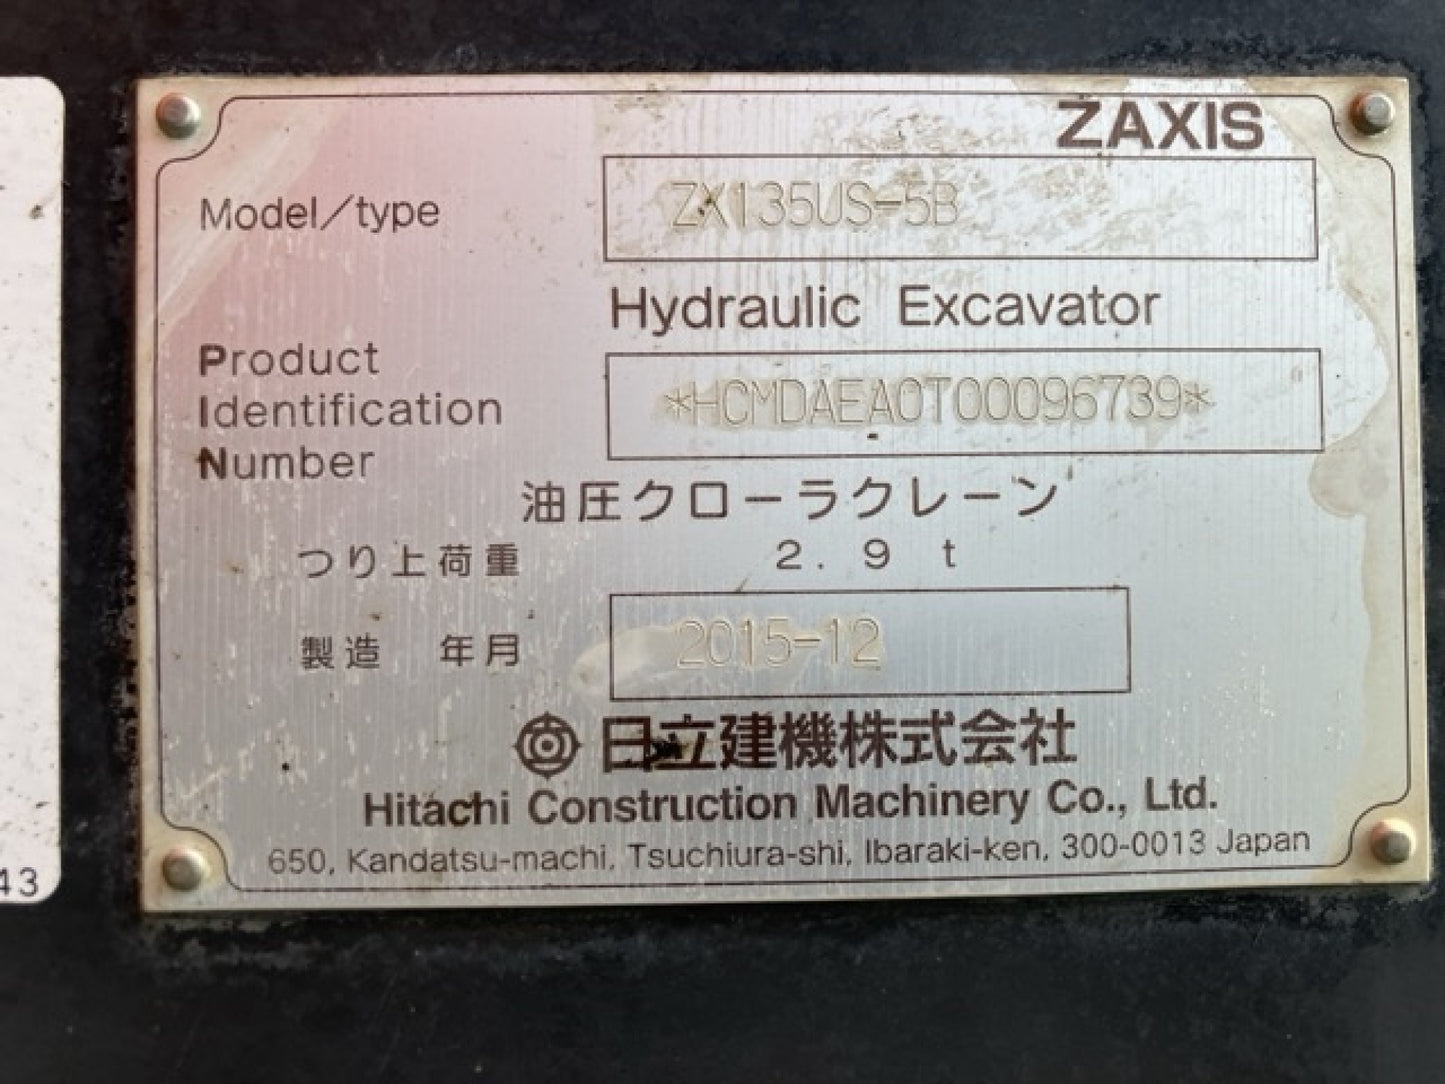 ZAXIS
Model/type ZX135US-5B
Hydraulic Excavator
Product
Identification *HCMDAEA0T00096739*
Number
油圧クローラクレーン
つり上荷重 2.9 t
製造 年月 2015-12
日立建機株式会社
Hitachi Construction Machinery Co., Ltd.
650, Kandatsu-machi, Tsuchiura-shi, Ibaraki-ken, 300-0013 Japan
43